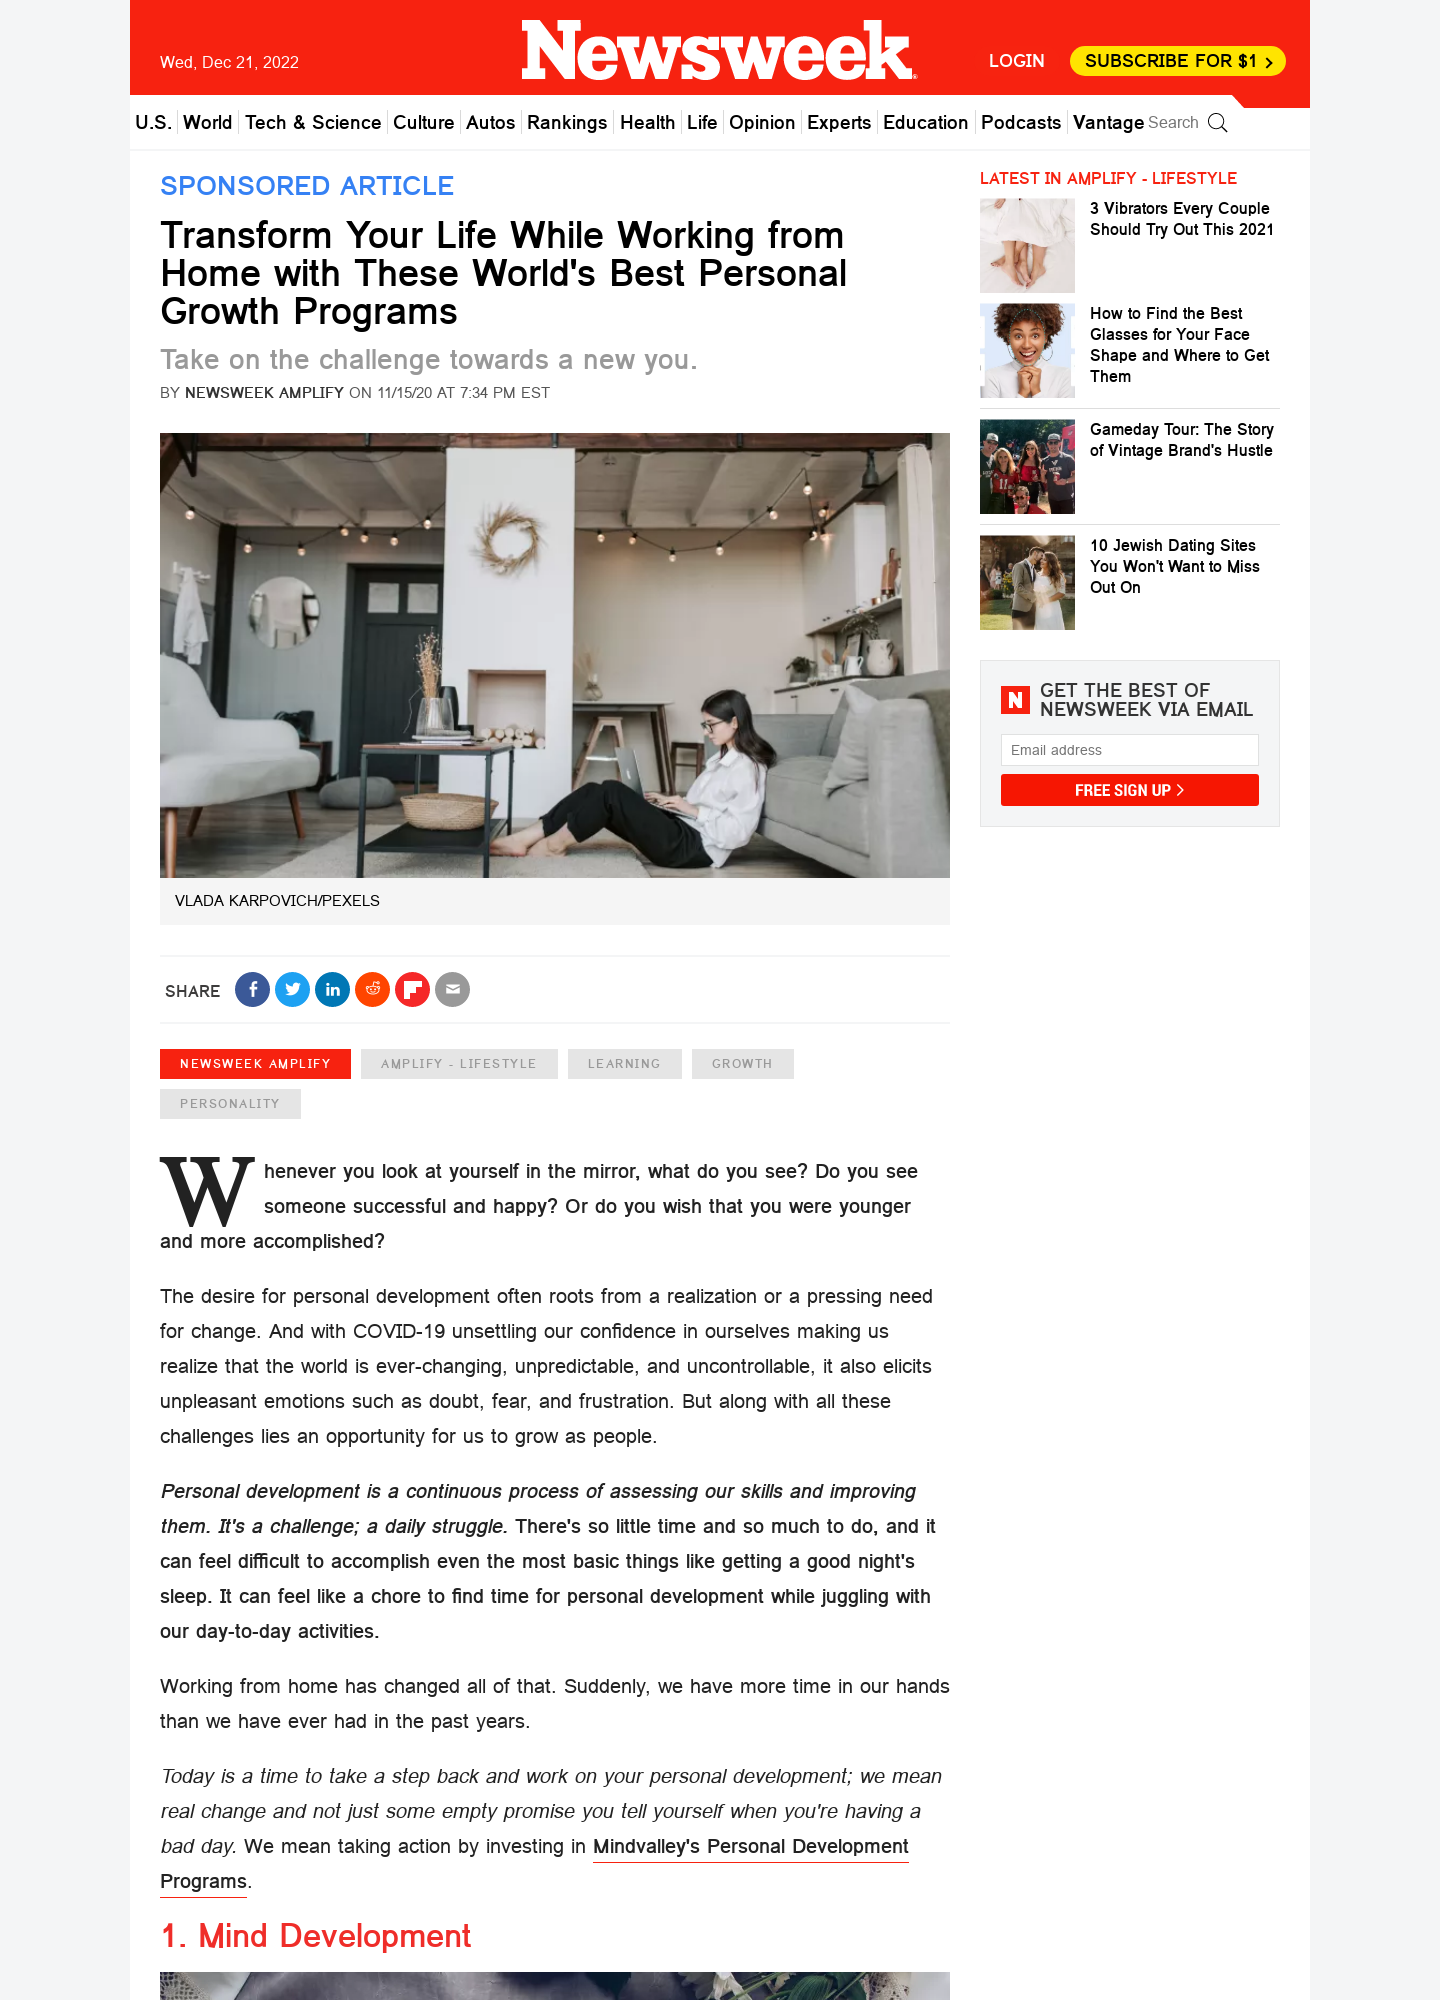 Wed, Dec 21, 2022
Newsweek
LOGIN
SUBSCRIBE FOR $1
U.S.
World
Tech & Science
Culture
Autos
Rankings
Health
Life
Opinion
Experts
Education
Podcasts
Vantage
Search
SPONSORED ARTICLE
Transform Your Life While Working from
Home with These World's Best Personal
Growth Programs
Take on the challenge towards a new you.
BY NEWSWEEK AMPLIFY ON 11/15/20 AT 7:34 PM EST
VLADA KARPOVICH/PEXELS
SHARE
NEWSWEEK AMPLIFY
AMPLIFY - LIFESTYLE
LEARNING
GROWTH
PERSONALITY
Whenever you look at yourself in the mirror, what do you see? Do you see
someone successful and happy? Or do you wish that you were younger
and more accomplished?
The desire for personal development often roots from a realization or a pressing need
for change. And with COVID-19 unsettling our confidence in ourselves making us
realize that the world is ever-changing, unpredictable, and uncontrollable, it also elicits
unpleasant emotions such as doubt, fear, and frustration. But along with all these
challenges lies an opportunity for us to grow as people.
Personal development is a continuous process of assessing our skills and improving
them. It's a challenge; a daily struggle. There's so little time and so much to do, and it
can feel difficult to accomplish even the most basic things like getting a good night's
sleep. It can feel like a chore to find time for personal development while juggling with
our day-to-day activities.
Working from home has changed all of that. Suddenly, we have more time in our hands
than we have ever had in the past years.
Today is a time to take a step back and work on your personal development; we mean
real change and not just some empty promise you tell yourself when you're having a
bad day. We mean taking action by investing in Mindvalley's Personal Development
Programs.
1. Mind Development
LATEST IN AMPLIFY - LIFESTYLE
3 Vibrators Every Couple
Should Try Out This 2021
How to Find the Best
Glasses for Your Face
Shape and Where to Get
Them
Gameday Tour: The Story
of Vintage Brand's Hustle
10 Jewish Dating Sites
You Won't Want to Miss
Out On
N
GET THE BEST OF
NEWSWEEK VIA EMAIL
Email address
FREE SIGN UP